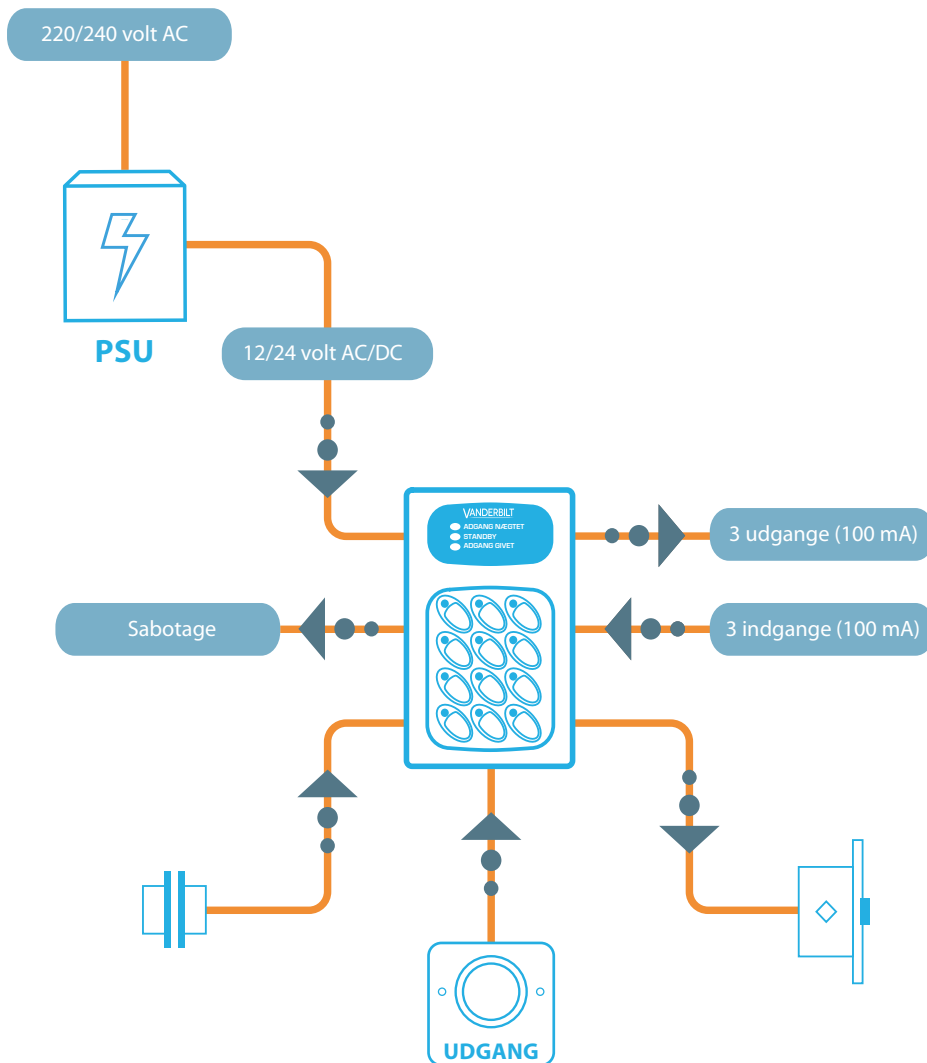 220/240 volt AC
PSU
12/24 volt AC/DC
VANDERBILT
ADGANG NÆGTET
STANDBY
ADGANG GIVET
3 udgange (100 mA)
Sabotage
3 indgange (100 mA)
UDGANG